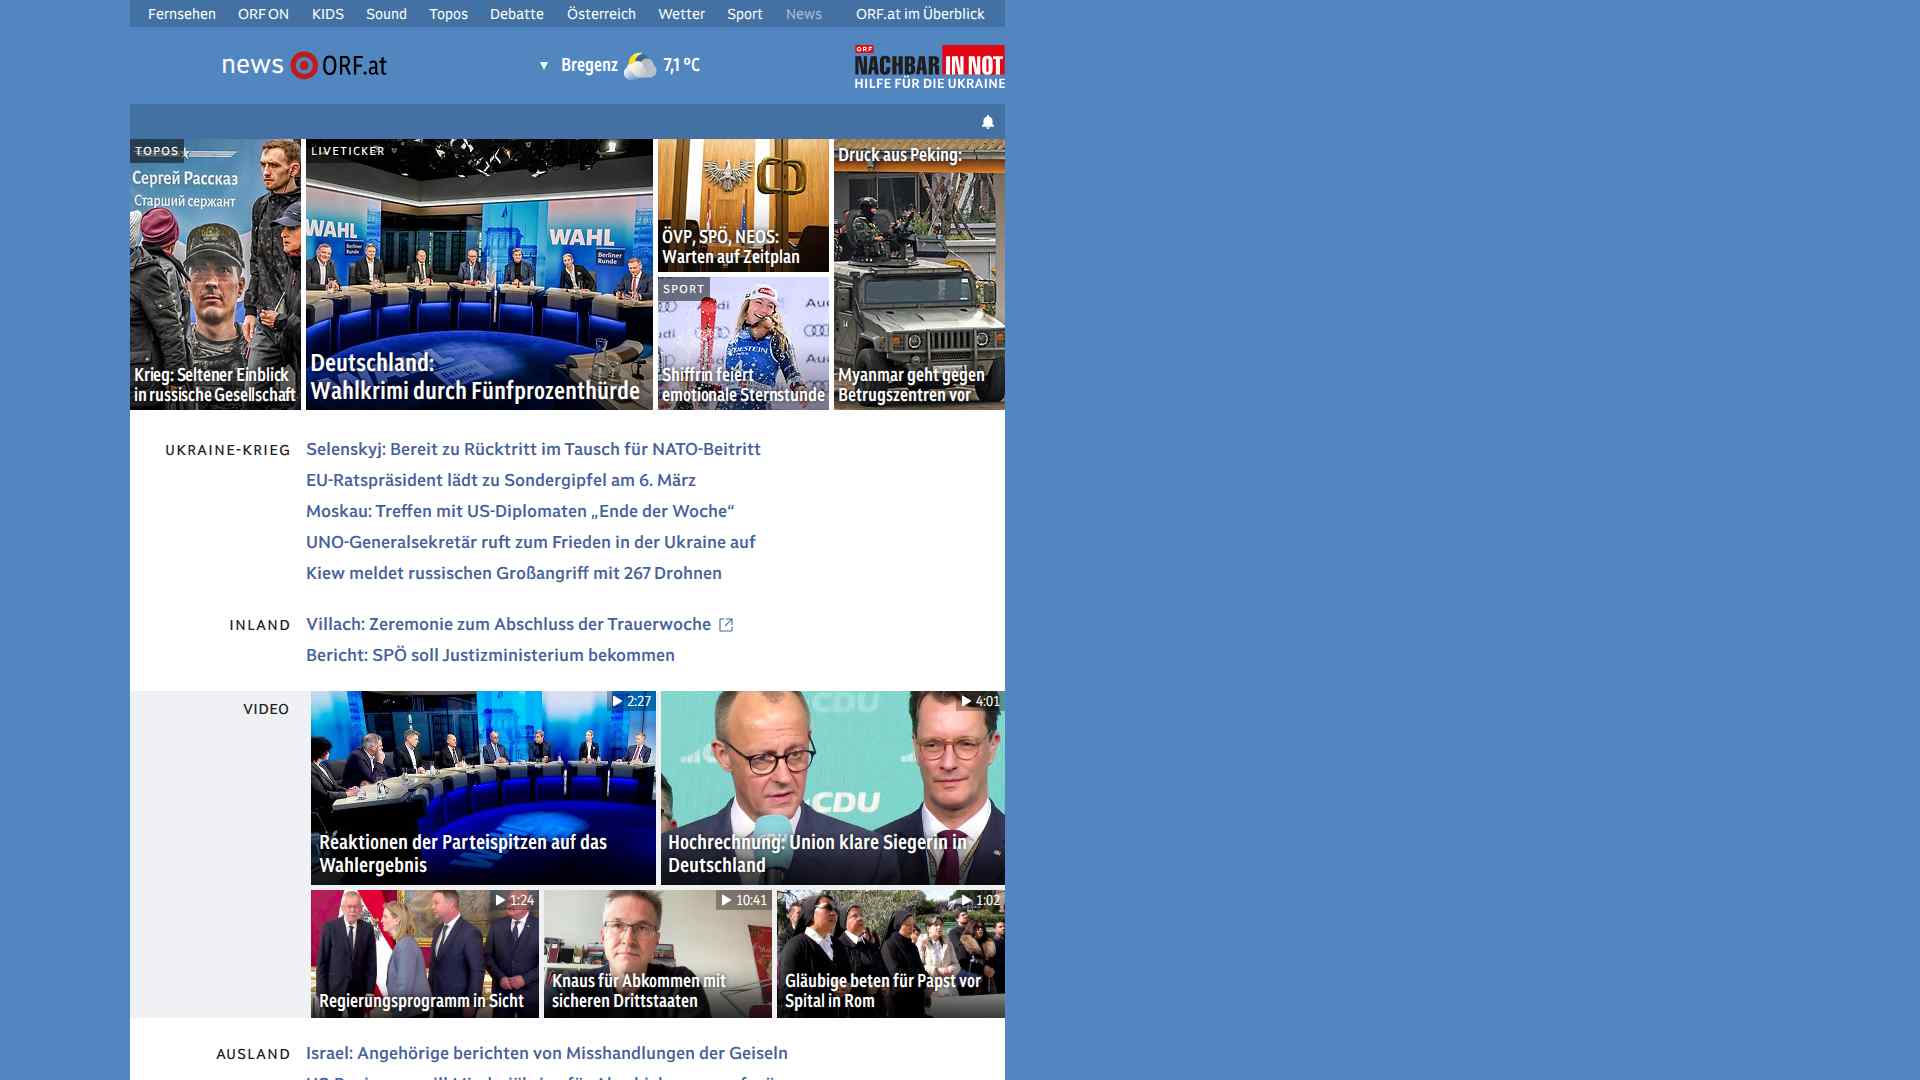 Fernsehen ORF ON KIDS Sound Topos Debatte Österreich Wetter Sport News ORF.at im Überblick
news ORF.at
Bregenz 7,1 °C
ORF
NACHBAR IN NOT
HILFE FÜR DIE UKRAINE
TOPOS
Сергей Рассказ
Старший сержант
Krieg: Seltener Einblick
in russische Gesellschaft
LIVETICKER
WAHL
Berliner
Runde
WAHL
Berliner
Runde
Deutschland:
Wahlkrimi durch Fünfprozenthürde
ÖVP, SPÖ, NEOS:
Warten auf Zeitplan
SPORT
Audi
Shiffrin feiert
emotionale Sternstunde
Druck aus Peking:
Myanmar geht gegen
Betrugszentren vor
UKRAINE-KRIEG
Selenskyj: Bereit zu Rücktritt im Tausch für NATO-Beitritt
EU-Ratspräsident lädt zu Sondergipfel am 6. März
Moskau: Treffen mit US-Diplomaten „Ende der Woche“
UNO-Generalsekretär ruft zum Frieden in der Ukraine auf
Kiew meldet russischen Großangriff mit 267 Drohnen
INLAND
Villach: Zeremonie zum Abschluss der Trauerwoche
Bericht: SPÖ soll Justizministerium bekommen
VIDEO
2:27
Reaktionen der Parteispitzen auf das
Wahlergebnis
4:01
CDU
CDU
Hochrechnung: Union klare Siegerin in
Deutschland
1:24
Regierungsprogramm in Sicht
10:41
Knaus für Abkommen mit
sicheren Drittstaaten
1:02
Gläubige beten für Papst vor
Spital in Rom
AUSLAND
Israel: Angehörige berichten von Misshandlungen der Geiseln